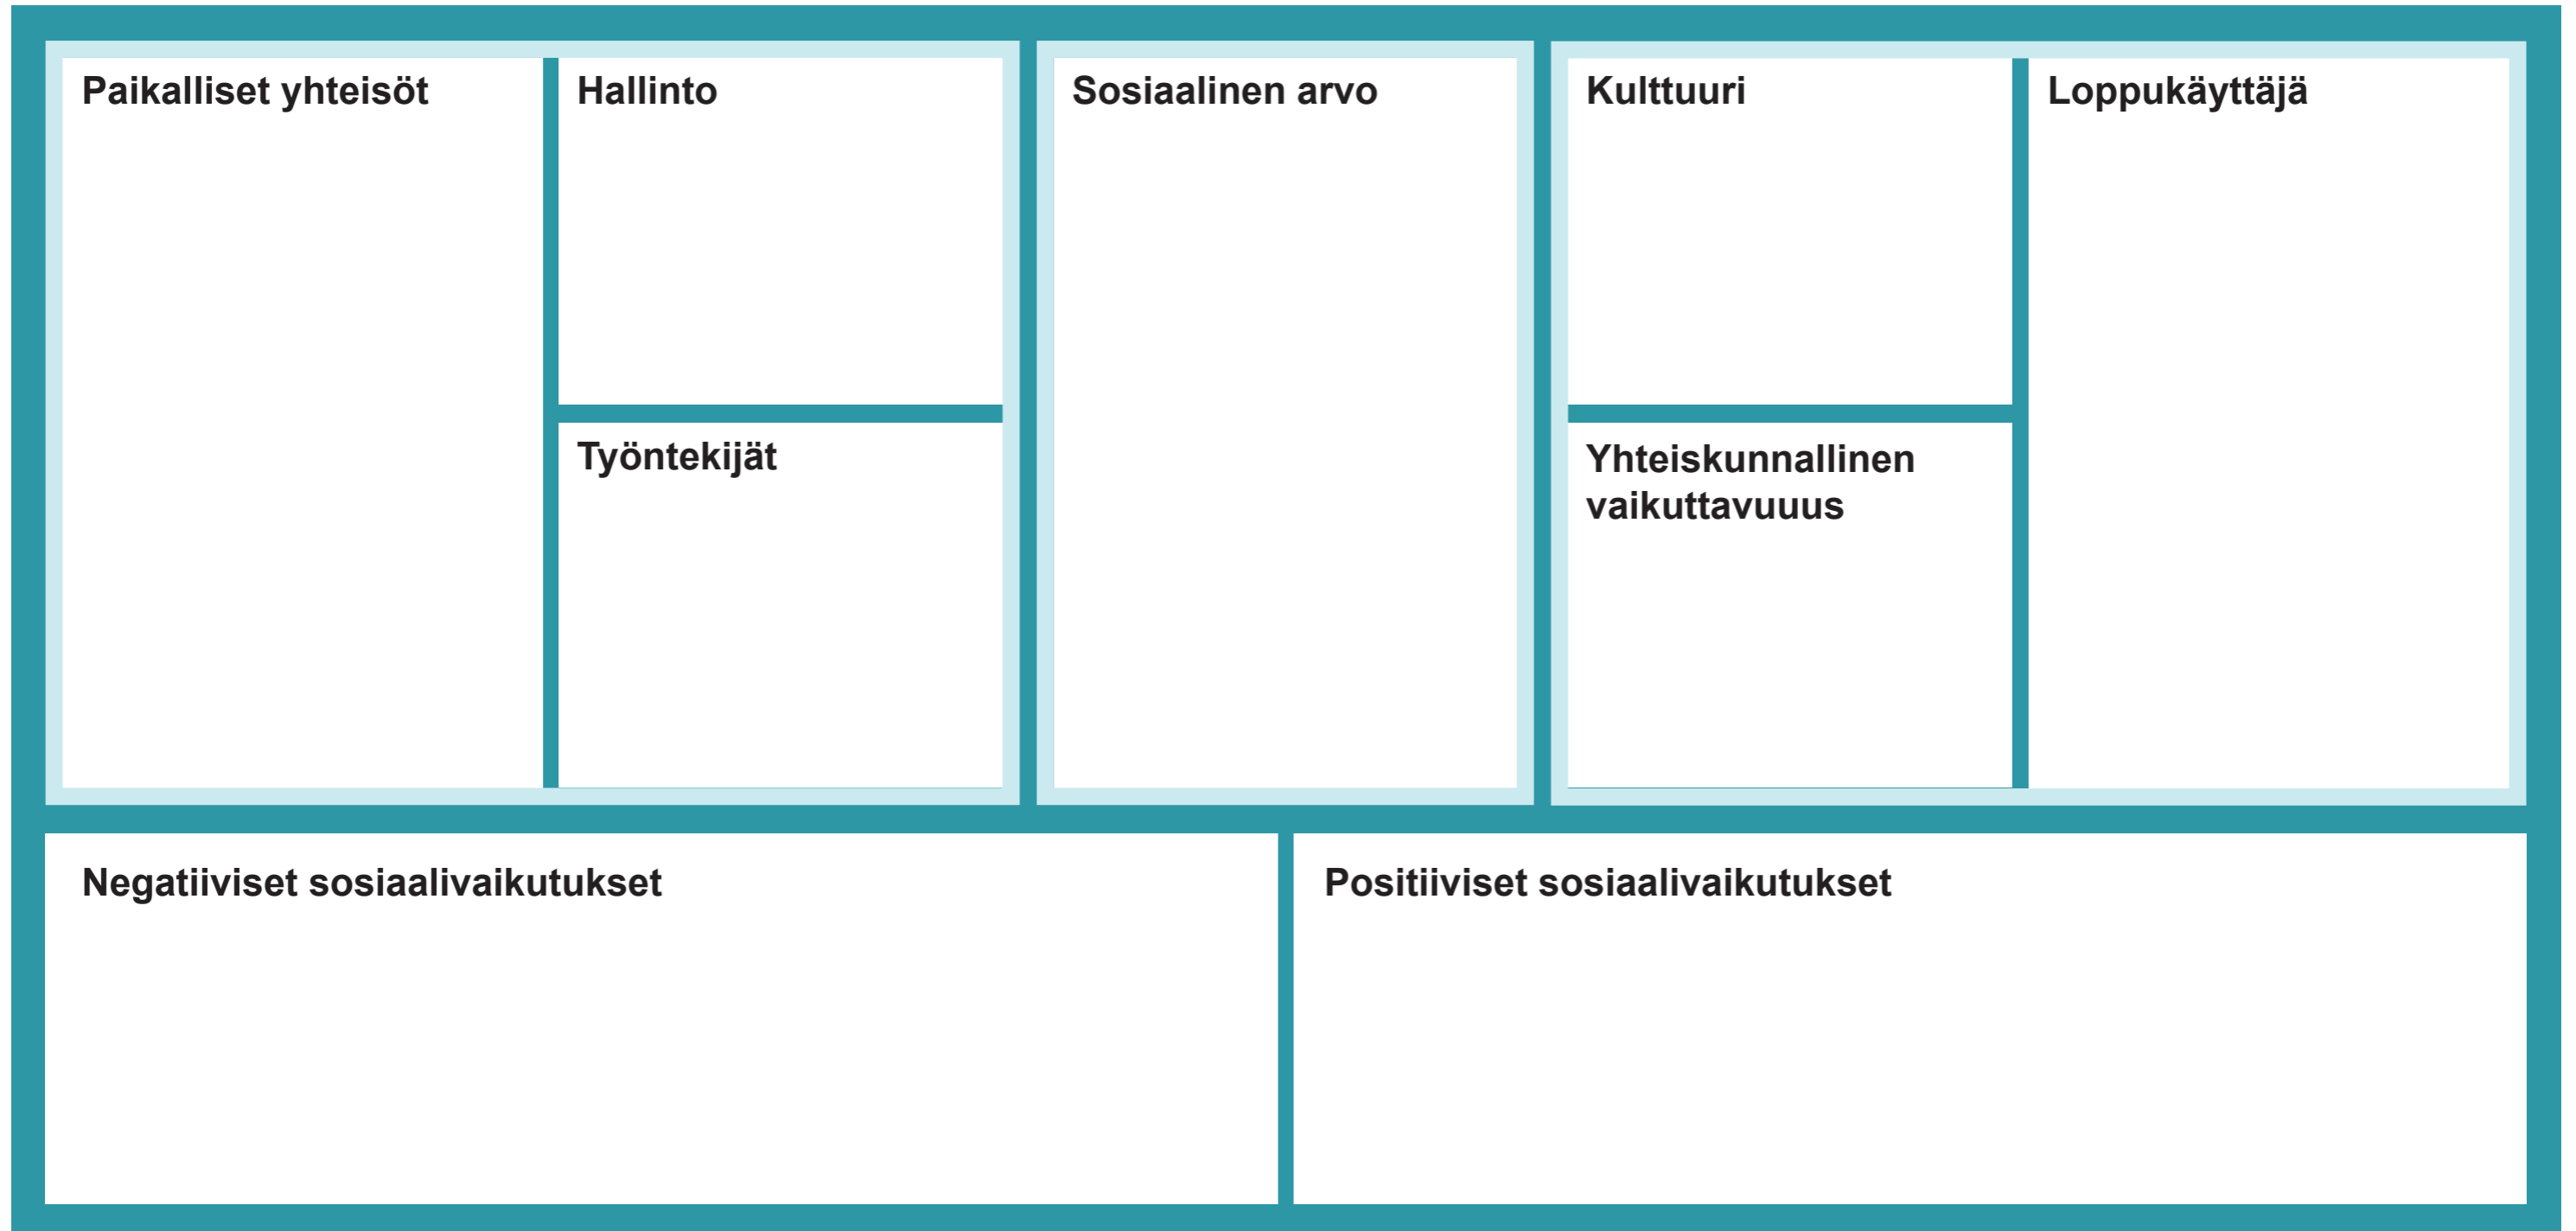 Paikalliset yhteisöt
Hallinto
Työntekijät
Sosiaalinen arvo
Kulttuuri
Yhteiskunnallinen
vaikuttavuuus
Loppukäyttäjä
Negatiiviset sosiaalivaikutukset
Positiiviset sosiaalivaikutukset